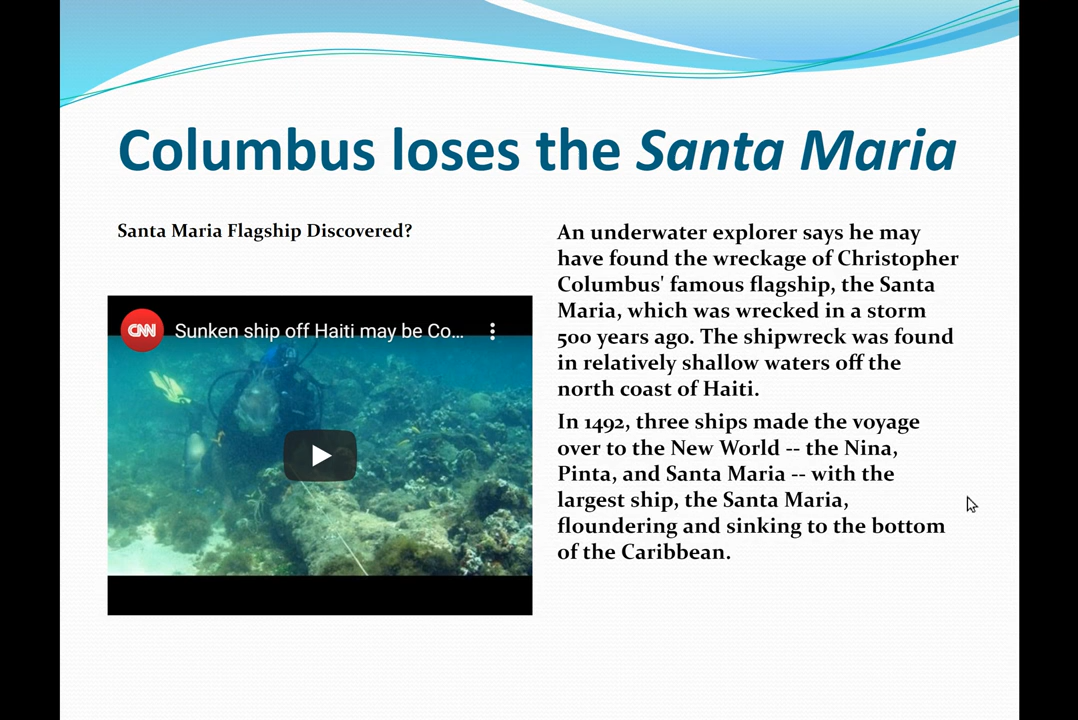 Columbus loses the Santa Maria
Santa Maria Flagship Discovered?
CNN
Sunken ship off Haiti may be Co...
An underwater explorer says he may
have found the wreckage of Christopher
Columbus' famous flagship, the Santa
Maria, which was wrecked in a storm
500 years ago. The shipwreck was found
in relatively shallow waters off the
north coast of Haiti.
In 1492, three ships made the voyage
over to the New World -- the Nina,
Pinta, and Santa Maria -- with the
largest ship, the Santa Maria,
floundering and sinking to the bottom
of the Caribbean.